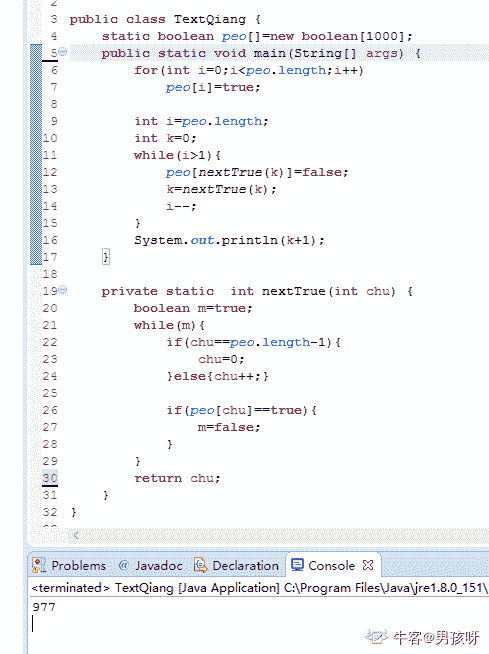 2
3 public class TextQiang {
4     static boolean peo[]=new boolean[1000];
5     public static void main(String[] args) {
6         for(int i=0;i<peo.length;i++)
7             peo[i]=true;
8
9         int i=peo.length;
10         int k=0;
11         while(i>1){
12             peo[nextTrue(k)]=false;
13             k=nextTrue(k);
14             i--;
15         }
16         System.out.println(k+1);
17     }
18
19     private static  int nextTrue(int chu) {
20         boolean m=true;
21         while(m){
22             if(chu==peo.length-1){
23                 chu=0;
24             }else{chu++;}
25
26             if(peo[chu]==true){
27                 m=false;
28             }
29         }
30         return chu;
31     }
32 }
Problems @ Javadoc Declaration Console
<terminated> TextQiang [Java Application] C:\Program Files\Java\jre1.8.0_151\
977
牛客@男孩呀